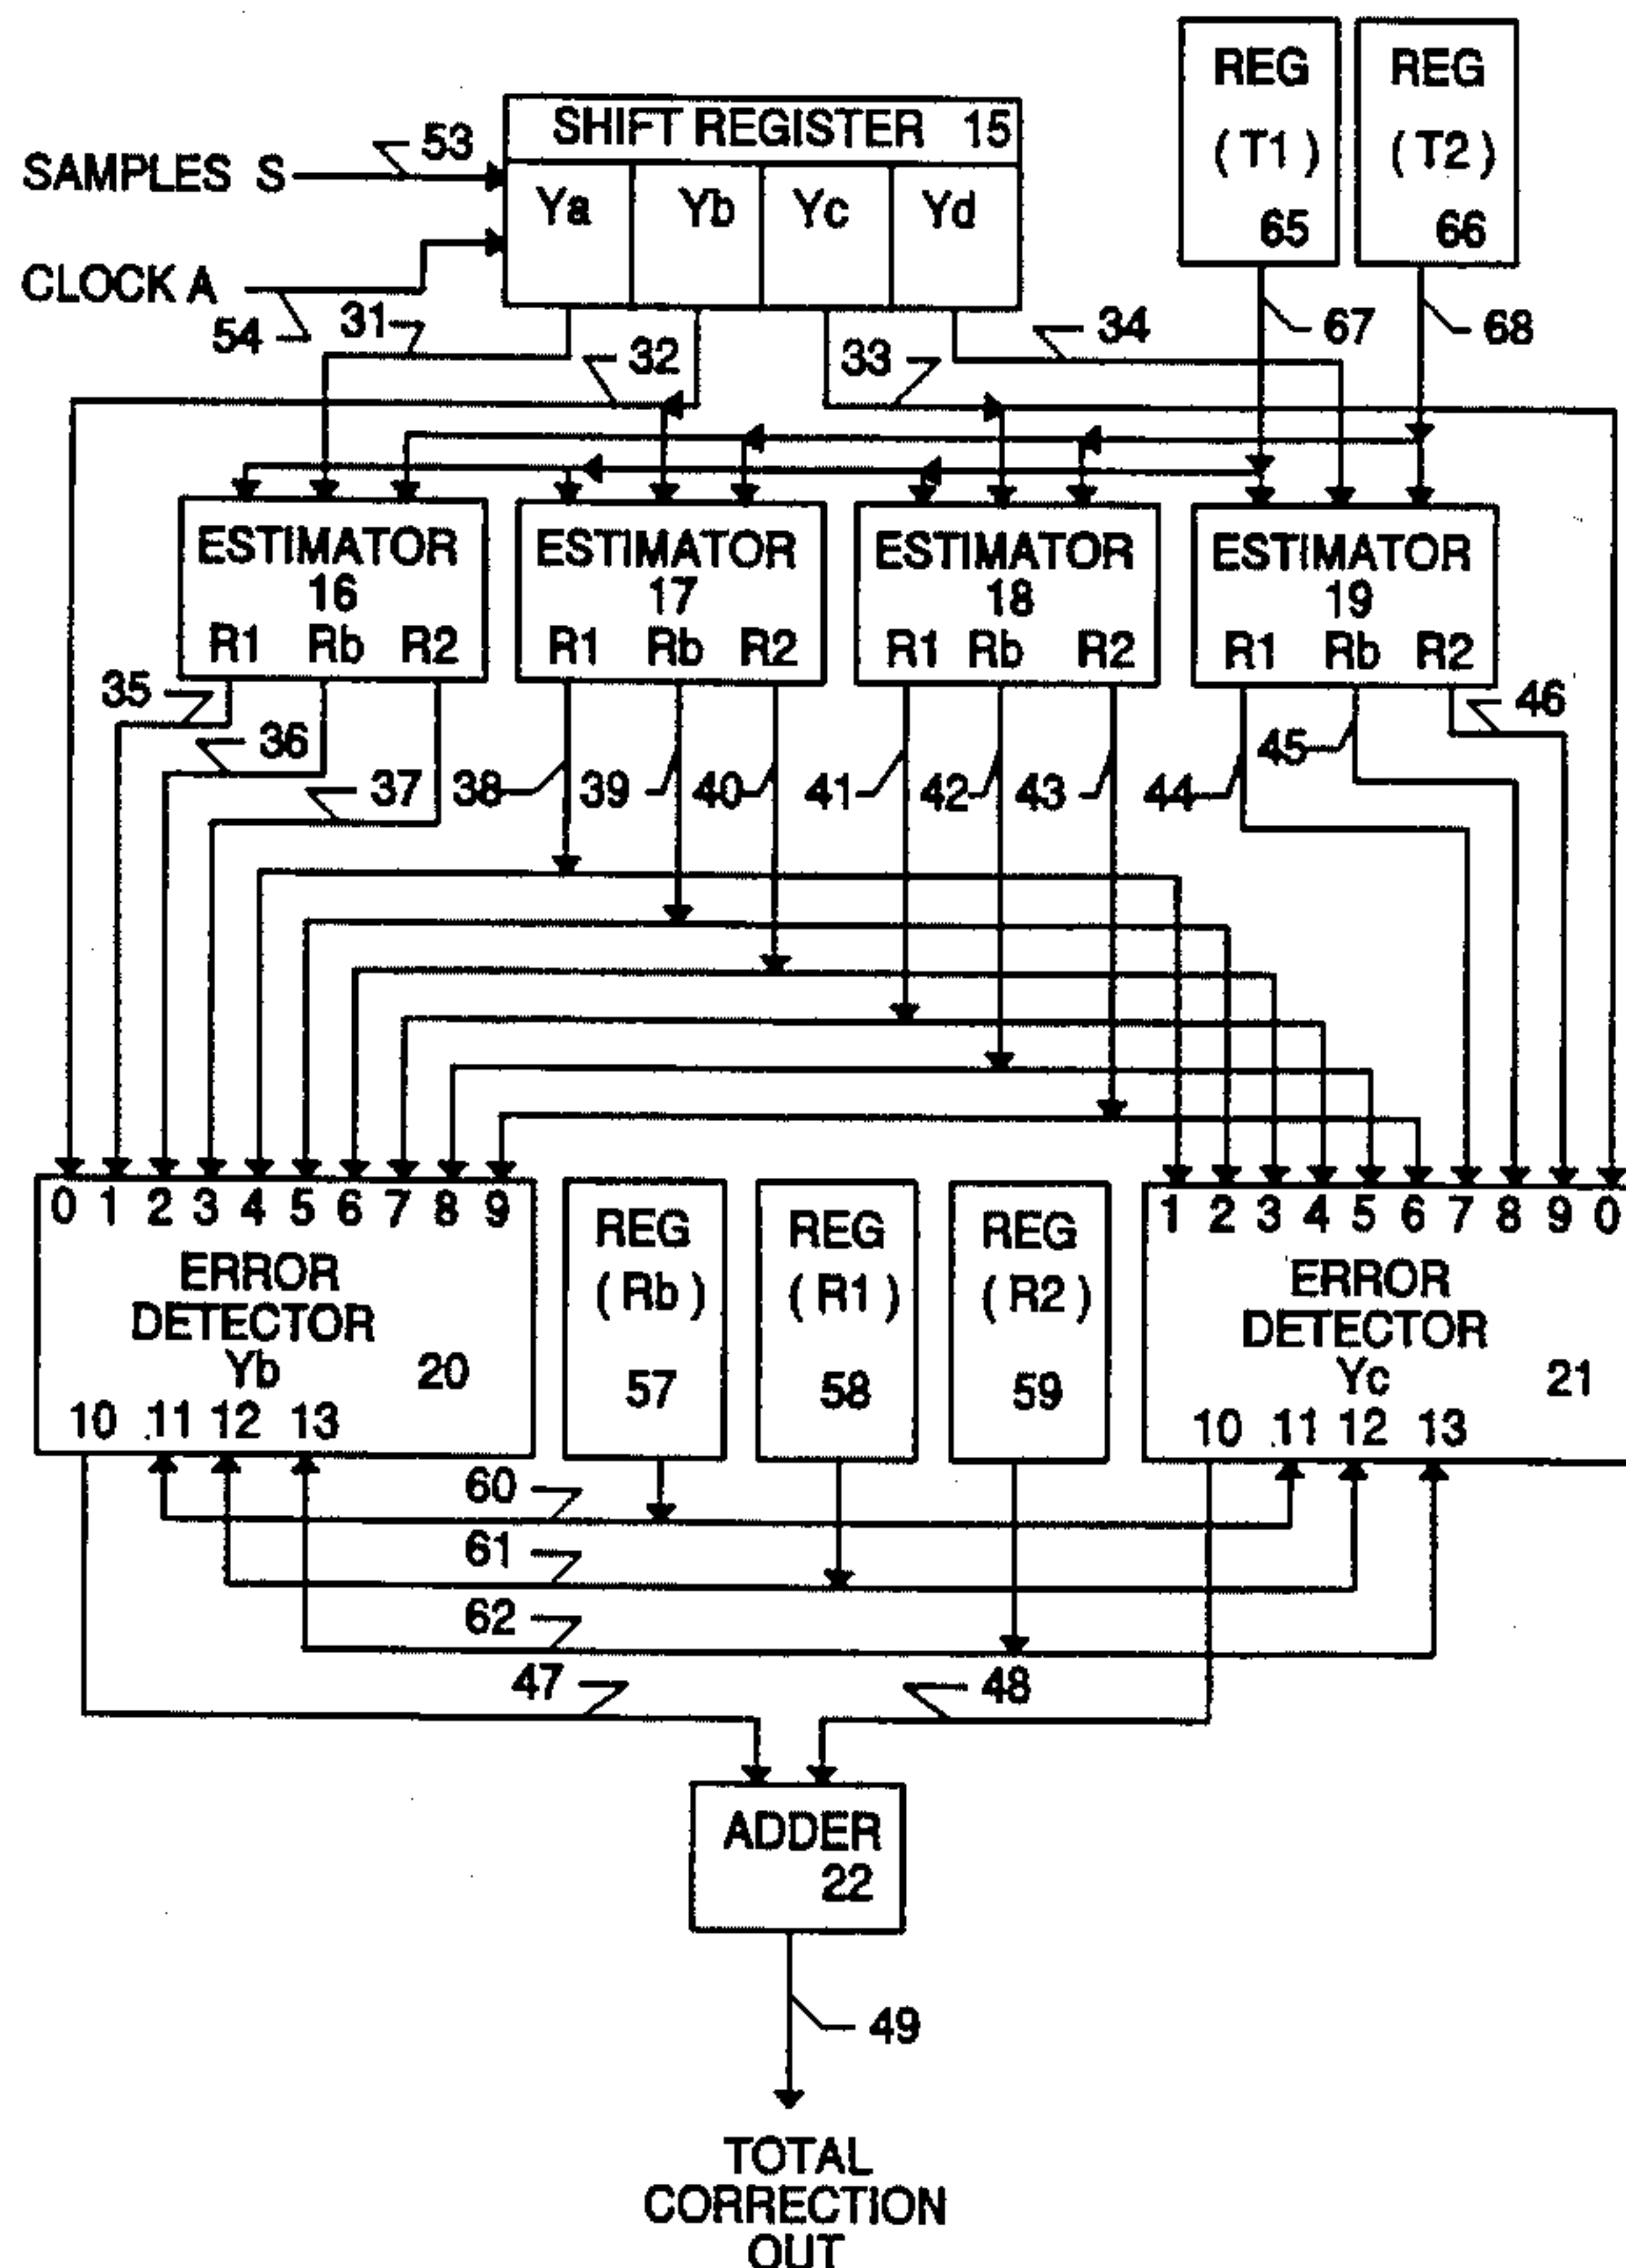 REG
( T1 )
65
REG
( T2 )
66
SHIFT REGISTER 15
Ya Yb Yc Yd
SAMPLES S
53
CLOCK A
54
31
32
33
34
67
68
ESTIMATOR
16
R1 Rb R2
ESTIMATOR
17
R1 Rb R2
ESTIMATOR
18
R1 Rb R2
ESTIMATOR
19
R1 Rb R2
35
36
37
38
39
40
41
42
43
44
45
46
0 1 2 3 4 5 6 7 8 9
ERROR
DETECTOR
Yb 20
10 11 12 13
REG
( Rb )
57
REG
( R1 )
58
REG
( R2 )
59
1 2 3 4 5 6 7 8 9 0
ERROR
DETECTOR
Yc 21
10 11 12 13
60
61
62
47
48
ADDER
22
49
TOTAL
CORRECTION
OUT